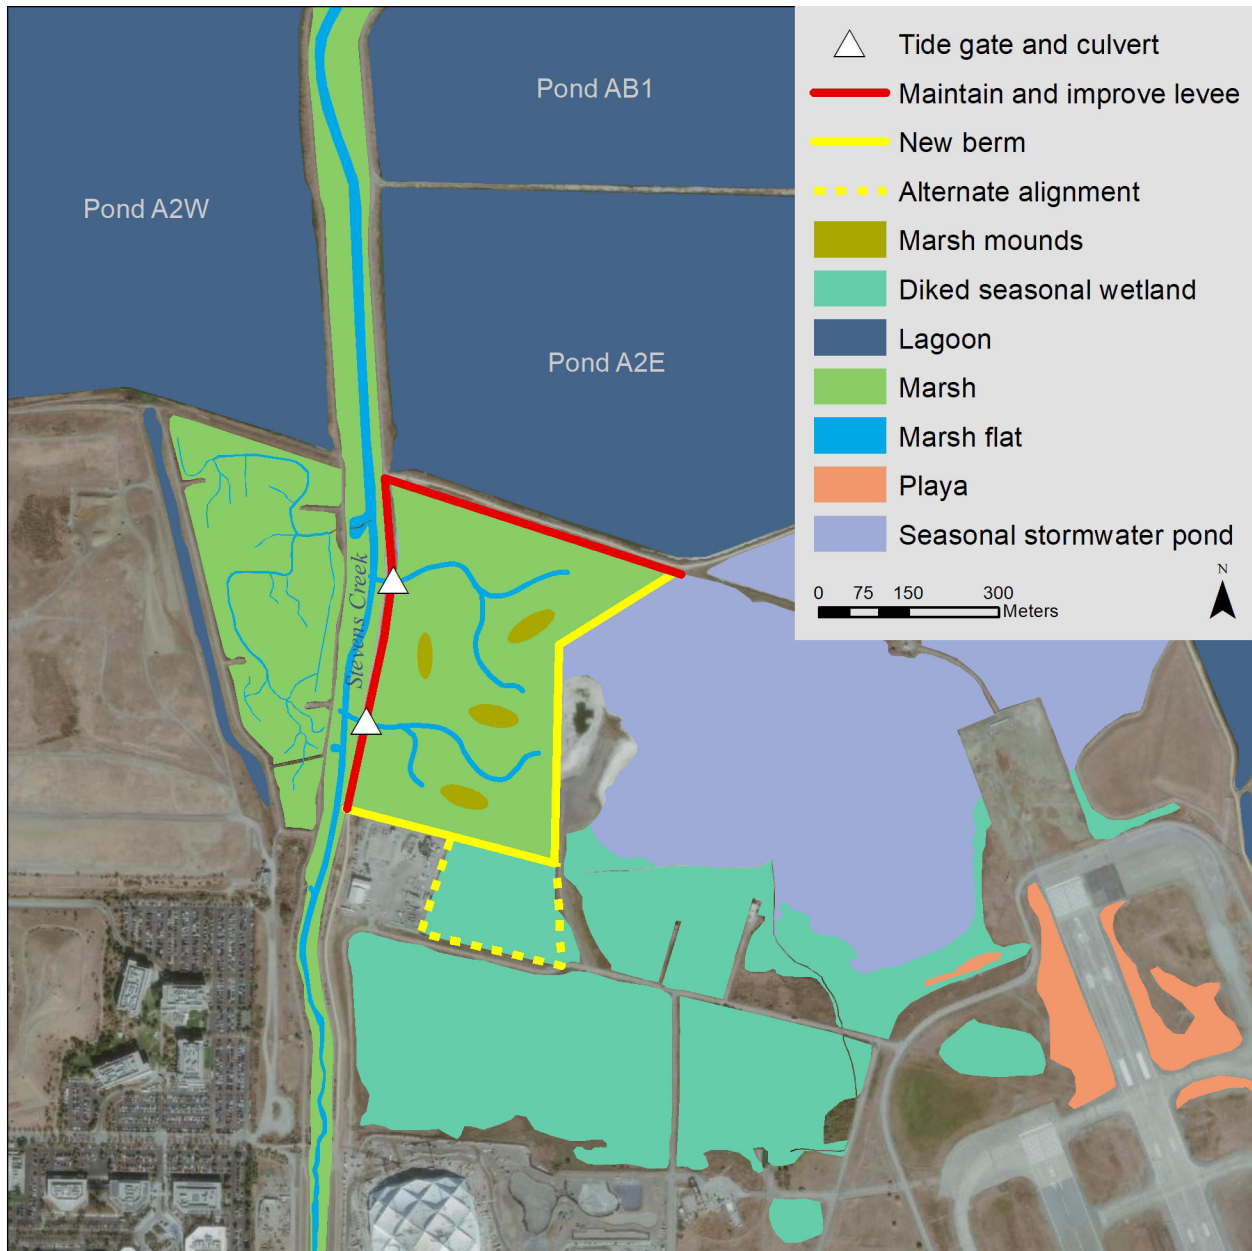 Pond AB1
Pond A2W
Pond A2E
Stevens Creek
Tide gate and culvert
Maintain and improve levee
New berm
Alternate alignment
Marsh mounds
Diked seasonal wetland
Lagoon
Marsh
Marsh flat
Playa
Seasonal stormwater pond
0 75 150 300
Meters
N